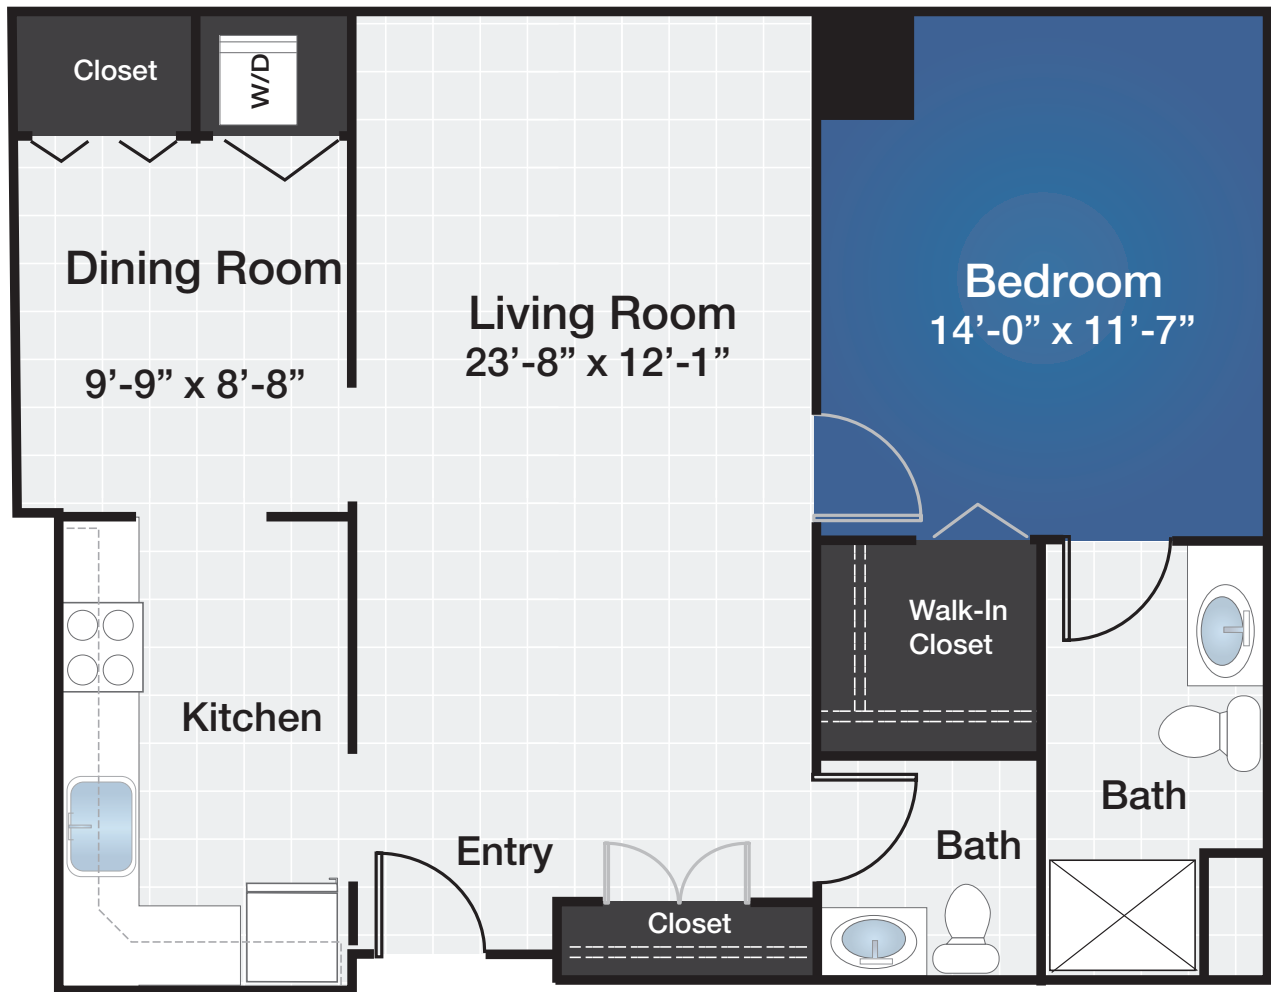 Closet
W/D
Dining Room
9’-9” x 8’-8”
Living Room
23’-8” x 12’-1”
Bedroom
14’-0” x 11’-7”
Walk-In
Closet
Kitchen
Bath
Entry
Bath
Closet